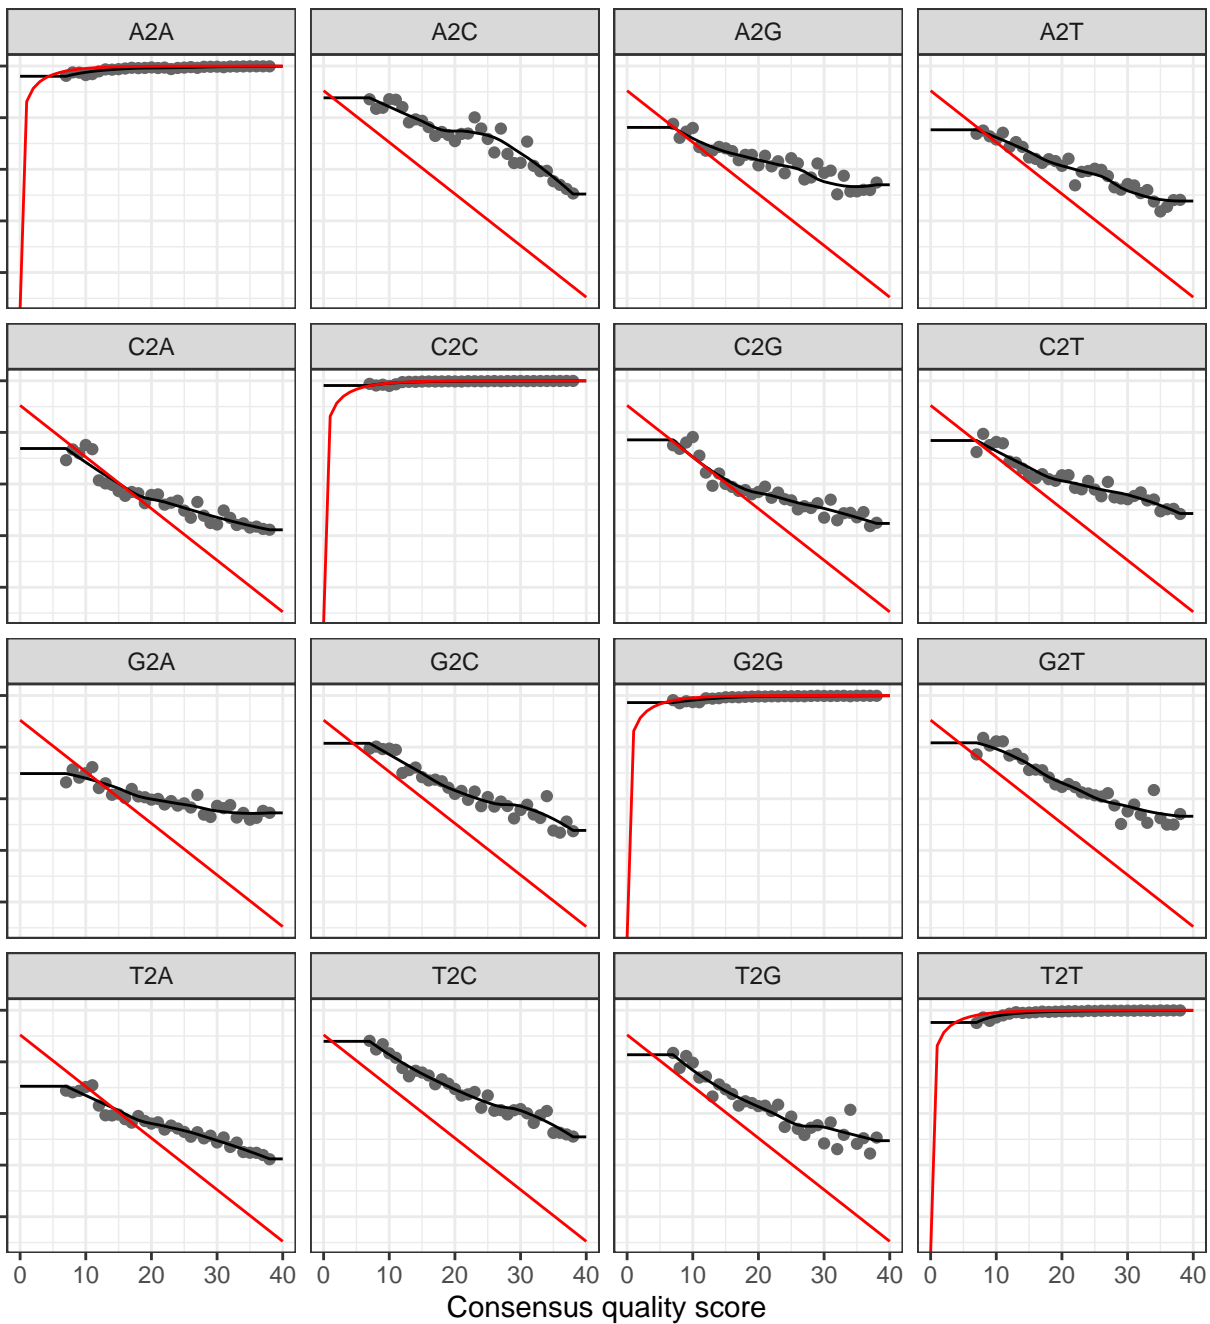 A2A A2C A2G A2T
C2A C2C C2G C2T
G2A G2C G2G G2T
T2A T2C T2G T2T
0 10 20 30 40 0 10 20 30 40 0 10 20 30 40 0 10 20 30 40
Consensus quality score